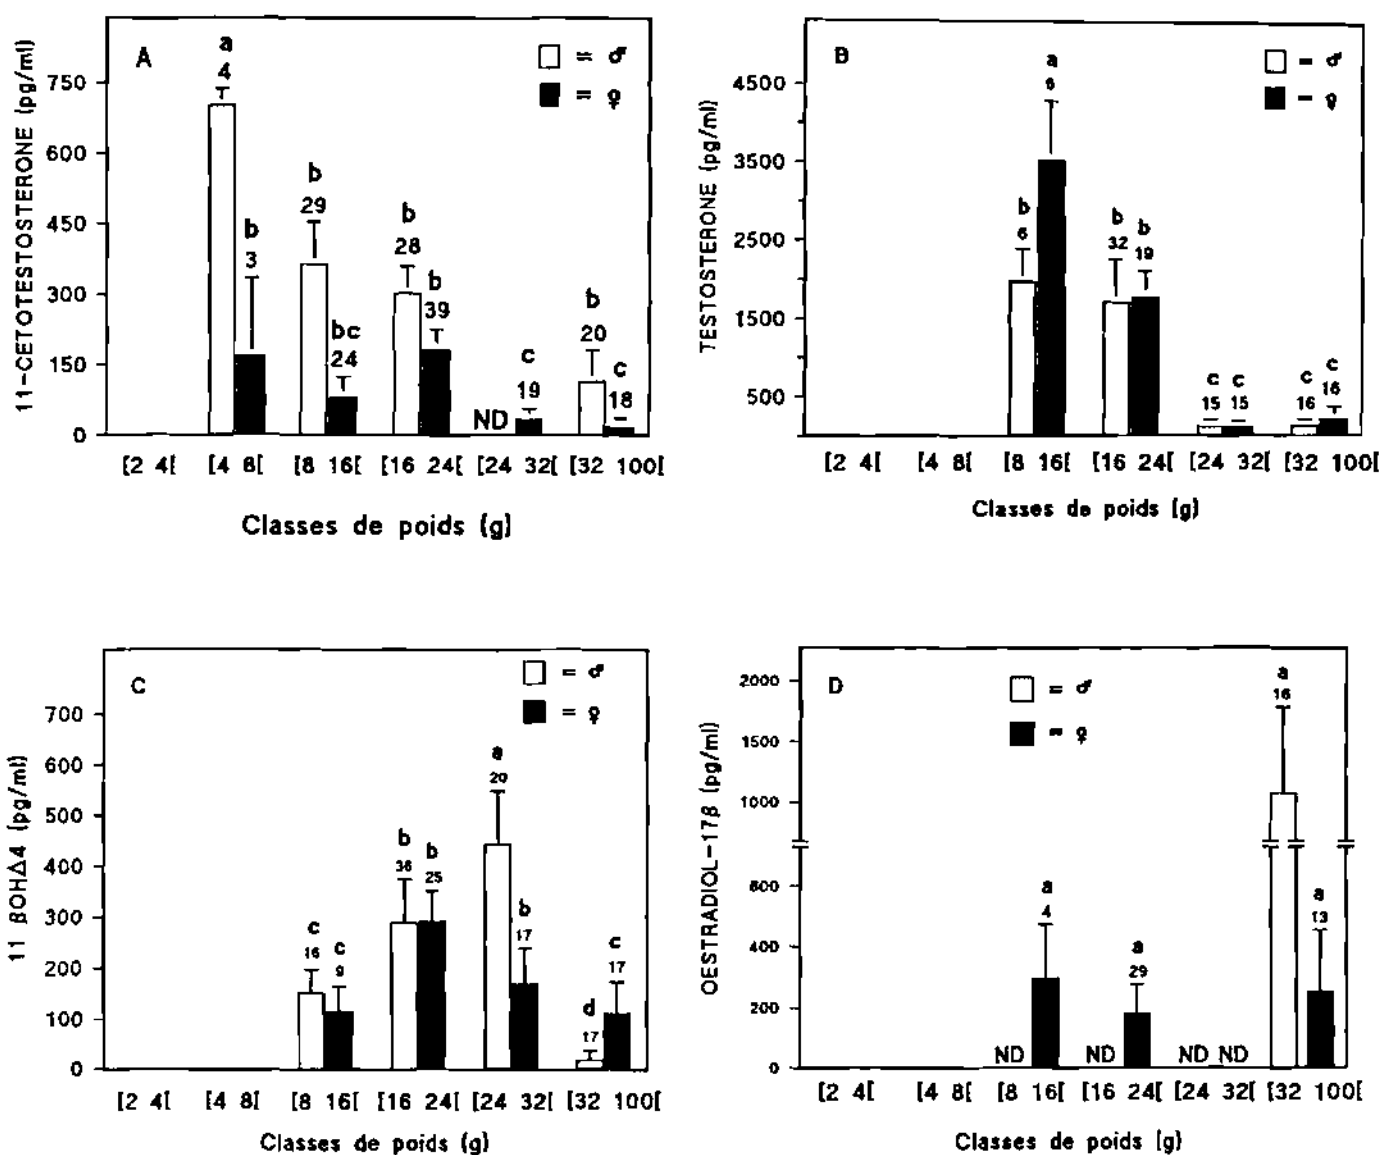 A
= ♂
= ♀
11-CETOTESTOSTERONE (pg/ml)
750
600
450
300
150
0
a
4
b
3
b
29
bc
24
b
28
b
39
ND
c
19
b
20
c
18
[2 4[ [4 8[ [8 16[ [16 24[ [24 32[ [32 100[
Classes de poids (g)
B
= ♂
= ♀
TESTOSTERONE (pg/ml)
4500
3500
2500
1500
500
b
6
a
6
b
32
b
19
c
15
c
15
c
16
c
16
[2 4[ [4 8[ [8 16[ [16 24[ [24 32[ [32 100[
Classes de poids (g)
C
= ♂
= ♀
11 βOHΔ4 (pg/ml)
700
600
500
400
300
200
100
0
c
16
c
9
b
36
b
25
a
20
b
17
d
17
c
17
[2 4[ [4 8[ [8 16[ [16 24[ [24 32[ [32 100[
Classes de poids (g)
D
= ♂
= ♀
OESTRADIOL-17β (pg/ml)
2000
1500
1000
600
400
200
0
ND
a
4
ND
a
29
ND ND
a
16
a
13
[2 4[ [4 8[ [8 16[ [16 24[ [24 32[ [32 100[
Classes de poids (g)